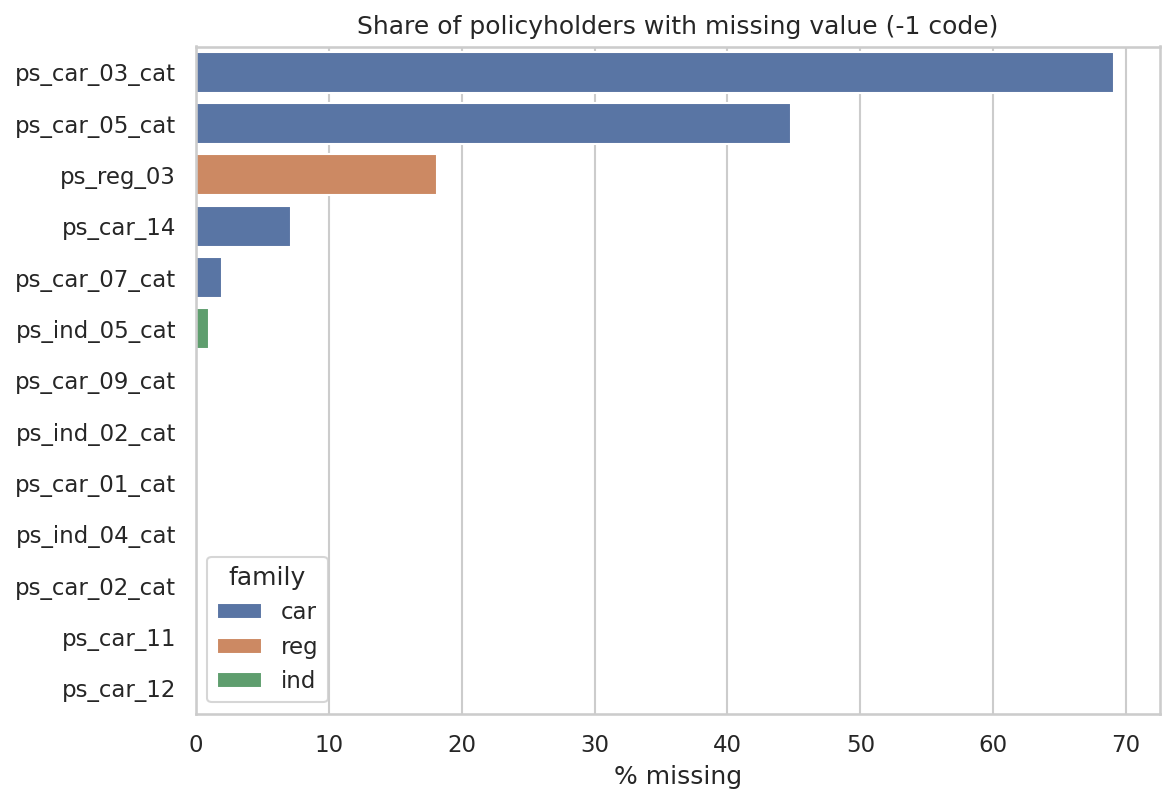 Share of policyholders with missing value (-1 code)
ps_car_03_cat
ps_car_05_cat
ps_reg_03
ps_car_14
ps_car_07_cat
ps_ind_05_cat
ps_car_09_cat
ps_ind_02_cat
ps_car_01_cat
ps_ind_04_cat
ps_car_02_cat
ps_car_11
ps_car_12
family
car
reg
ind
0 10 20 30 40 50 60 70
% missing